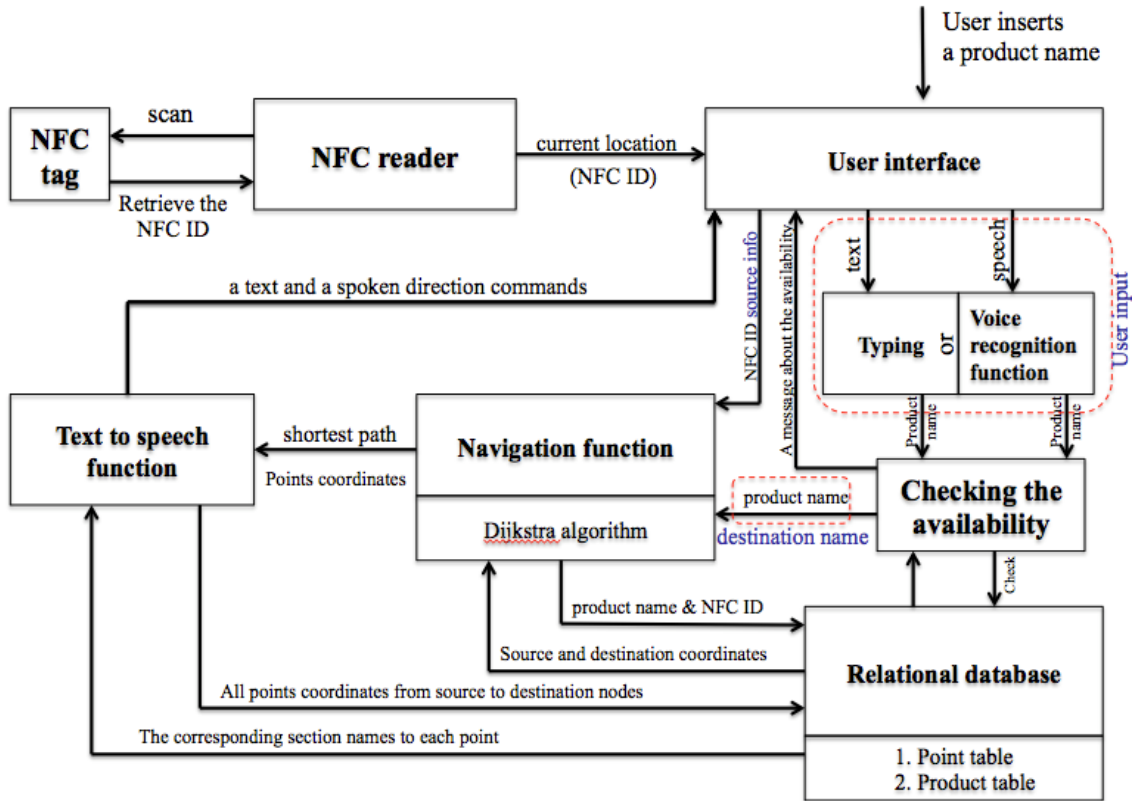 User inserts
a product name
NFC
tag
scan
Retrieve the
NFC ID
NFC reader
current location
(NFC ID)
User interface
a text and a spoken direction commands
NFC ID source info
A message about the availability
text
speech
User input
Typing
or
Voice
recognition
function
Product
name
Product
name
Text to speech
function
shortest path
Points coordinates
Navigation function
Dijkstra algorithm
product name
destination name
Checking the
availability
Check
product name & NFC ID
Source and destination coordinates
Relational database
All points coordinates from source to destination nodes
The corresponding section names to each point
1. Point table
2. Product table